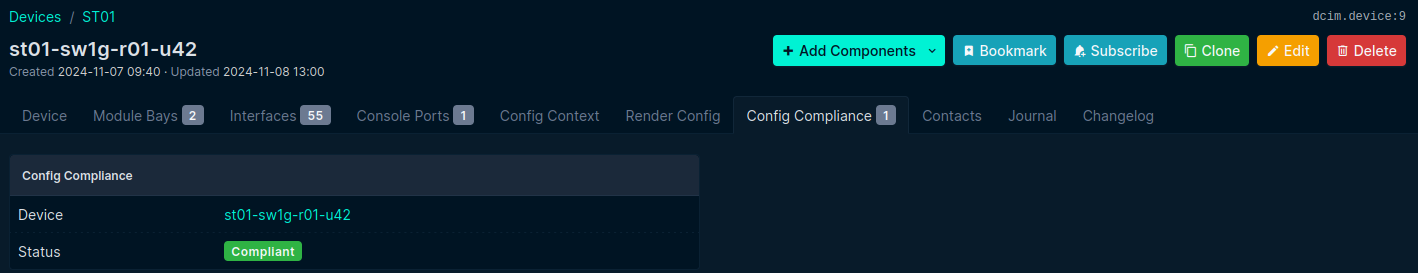 Devices / ST01
dcim.device:9
st01-sw1g-r01-u42
Created 2024-11-07 09:40 · Updated 2024-11-08 13:00
+ Add Components
Bookmark
Subscribe
Clone
Edit
Delete
Device
Module Bays 2
Interfaces 55
Console Ports 1
Config Context
Render Config
Config Compliance 1
Contacts
Journal
Changelog
Config Compliance
Device st01-sw1g-r01-u42
Status Compliant